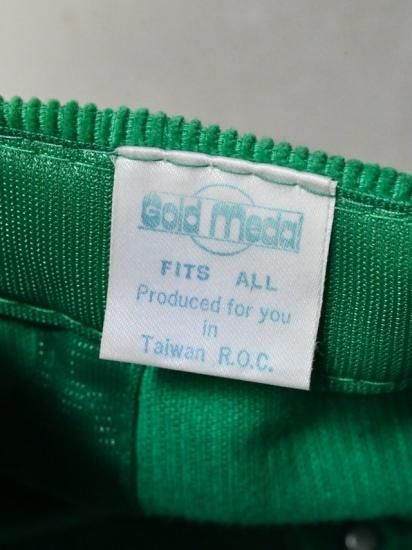 Gold Medal
FITS ALL
Produced for you
in
Taiwan R.O.C.